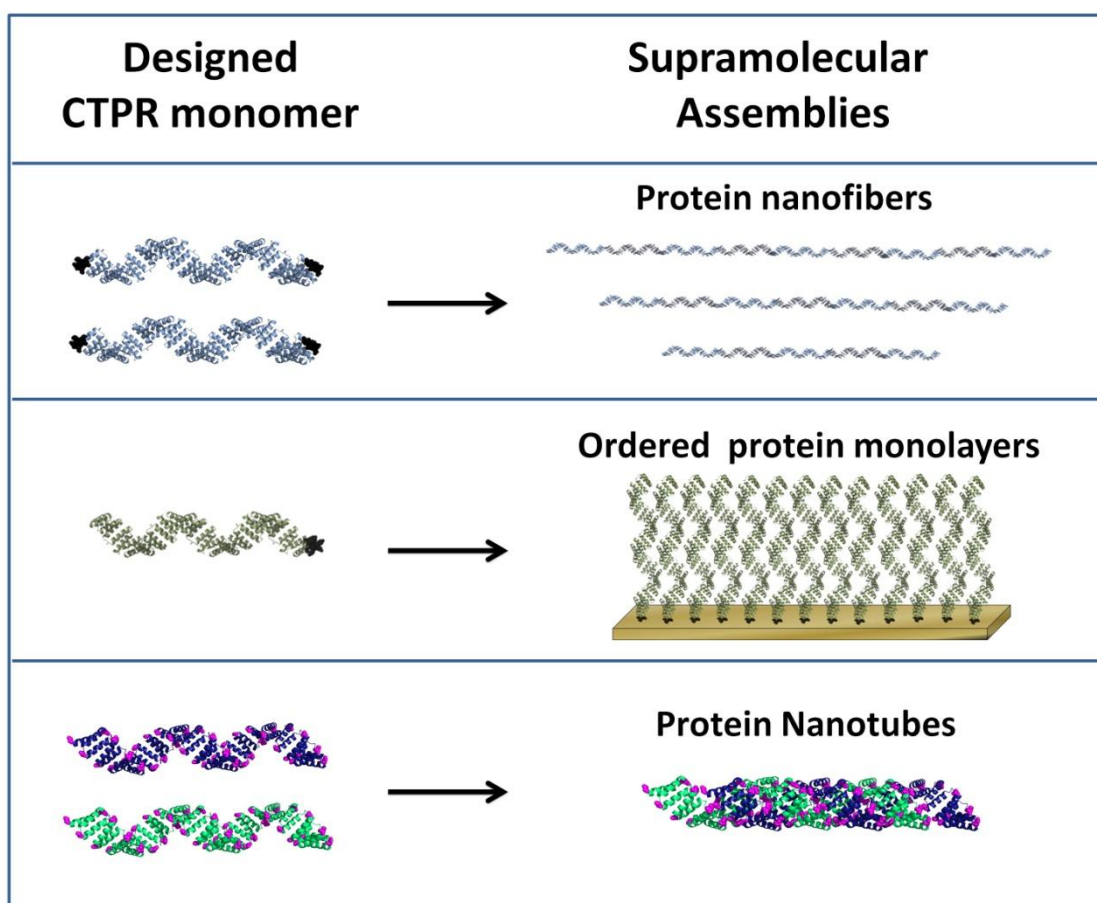 Designed
CTPR monomer
Supramolecular
Assemblies
Protein nanofibers
Ordered protein monolayers
Protein Nanotubes